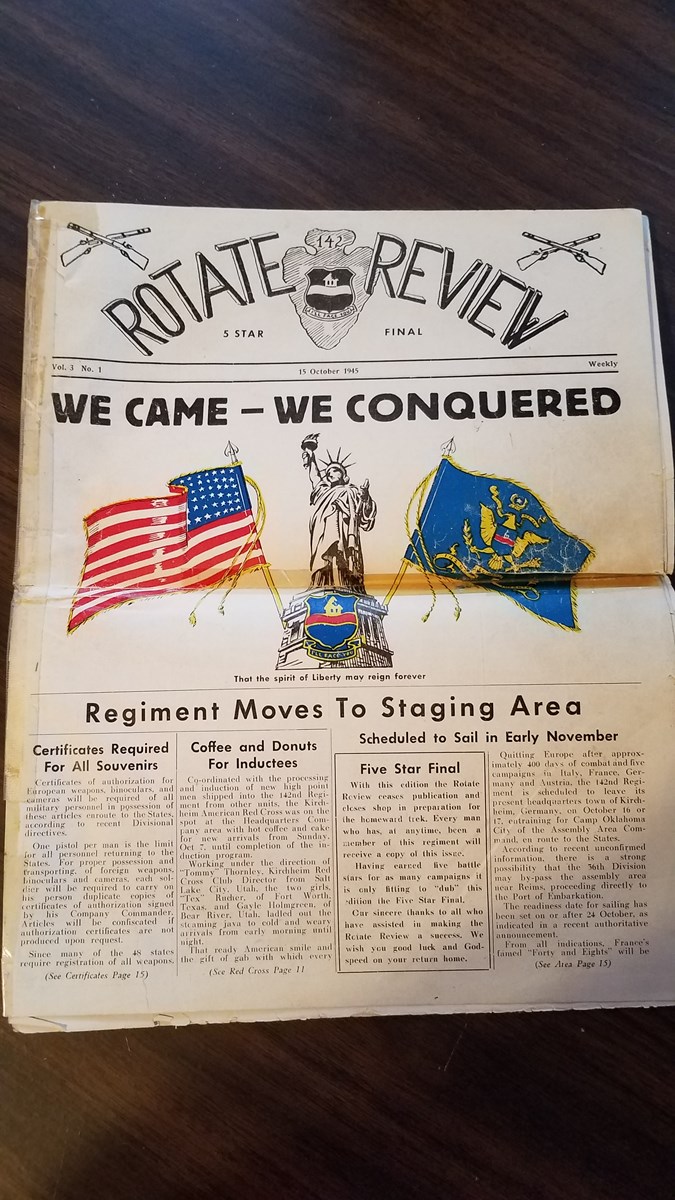 142
ROTATE REVIEW
I'LL FACE YOU
5 STAR FINAL
Vol. 3 No. 1 15 October 1945 Weekly
WE CAME — WE CONQUERED
I'LL FACE YOU
That the spirit of Liberty may reign forever
Regiment Moves To Staging Area
Certificates Required
For All Souvenirs
Certificates of authorization for
European weapons, binoculars, and
cameras will be required of all
military personnel in possession of
these articles enroute to the States,
according to recent Divisional
directives.
One pistol per man is the limit
for all personnel returning to the
States. For proper possession and
transporting, of foreign weapons,
binoculars and cameras, each sol-
dier will be required to carry on
his person duplicate copies of
certificates of authorization signed
by his Company Commander.
Articles will be confiscated if
authorization certificates are not
produced upon request.
Since many of the 48 states
require registration of all weapons,
(See Certificates Page 15)
Coffee and Donuts
For Inductees
Co-ordinated with the processing
and induction of new high point
men shipped into the 142nd Regi-
ment from other units, the Kirch-
heim American Red Cross was on the
spot at the Headquarters Com-
pany area with hot coffee and cake
for new arrivals from Sunday,
Oct 7, until completion of the in-
duction program.
Working under the direction of
"Tommy" Thornley, Kirchheim Red
Cross Club Director from Salt
Lake, City, Utah, the two girls,
"Tex" Rucher, of Fort Worth,
Texas, and Gayle Holmgreen, of
Bear River, Utah, ladled out the
steaming java to cold and weary
arrivals from early morning until
night.
That ready American smile and
the gift of gab with which every
(See Red Cross Page 11
Scheduled to Sail in Early November
Five Star Final
With this edition the Rotate
Review ceases publication and
closes shop in preparation for
the homeward trek. Every man
who has, at anytime, been a
member of this regiment will
receive a copy of this issue.
Having earned five battle
stars for as many campaigns it
is only fitting to "dub" this
edition the Five Star Final.
Our sincere thanks to all who
have assisted in making the
Rotate Review a success. We
wish you good luck and God-
speed on your return home.
Quitting Europe after approx-
imately 400 days of combat and five
campaigns in Italy, France, Ger-
many and Austria, the 142nd Regi-
ment is scheduled to leave its
present headquarters town of Kirch-
heim, Germany, on October 16 or
17, entraining for Camp Oklahoma
City of the Assembly Area Com-
mand, en route to the States.
According to recent unconfirmed
information, there is a strong
possibility that the 36th Division
may by-pass the assembly area
near Reims, proceeding directly to
the Port of Embarkation.
The readiness date for sailing has
been set on or after 24 October, as
indicated in a recent authoritative
announcement.
From all indications, France's
famed "Forty and Eights" will be
(See Area Page 15)